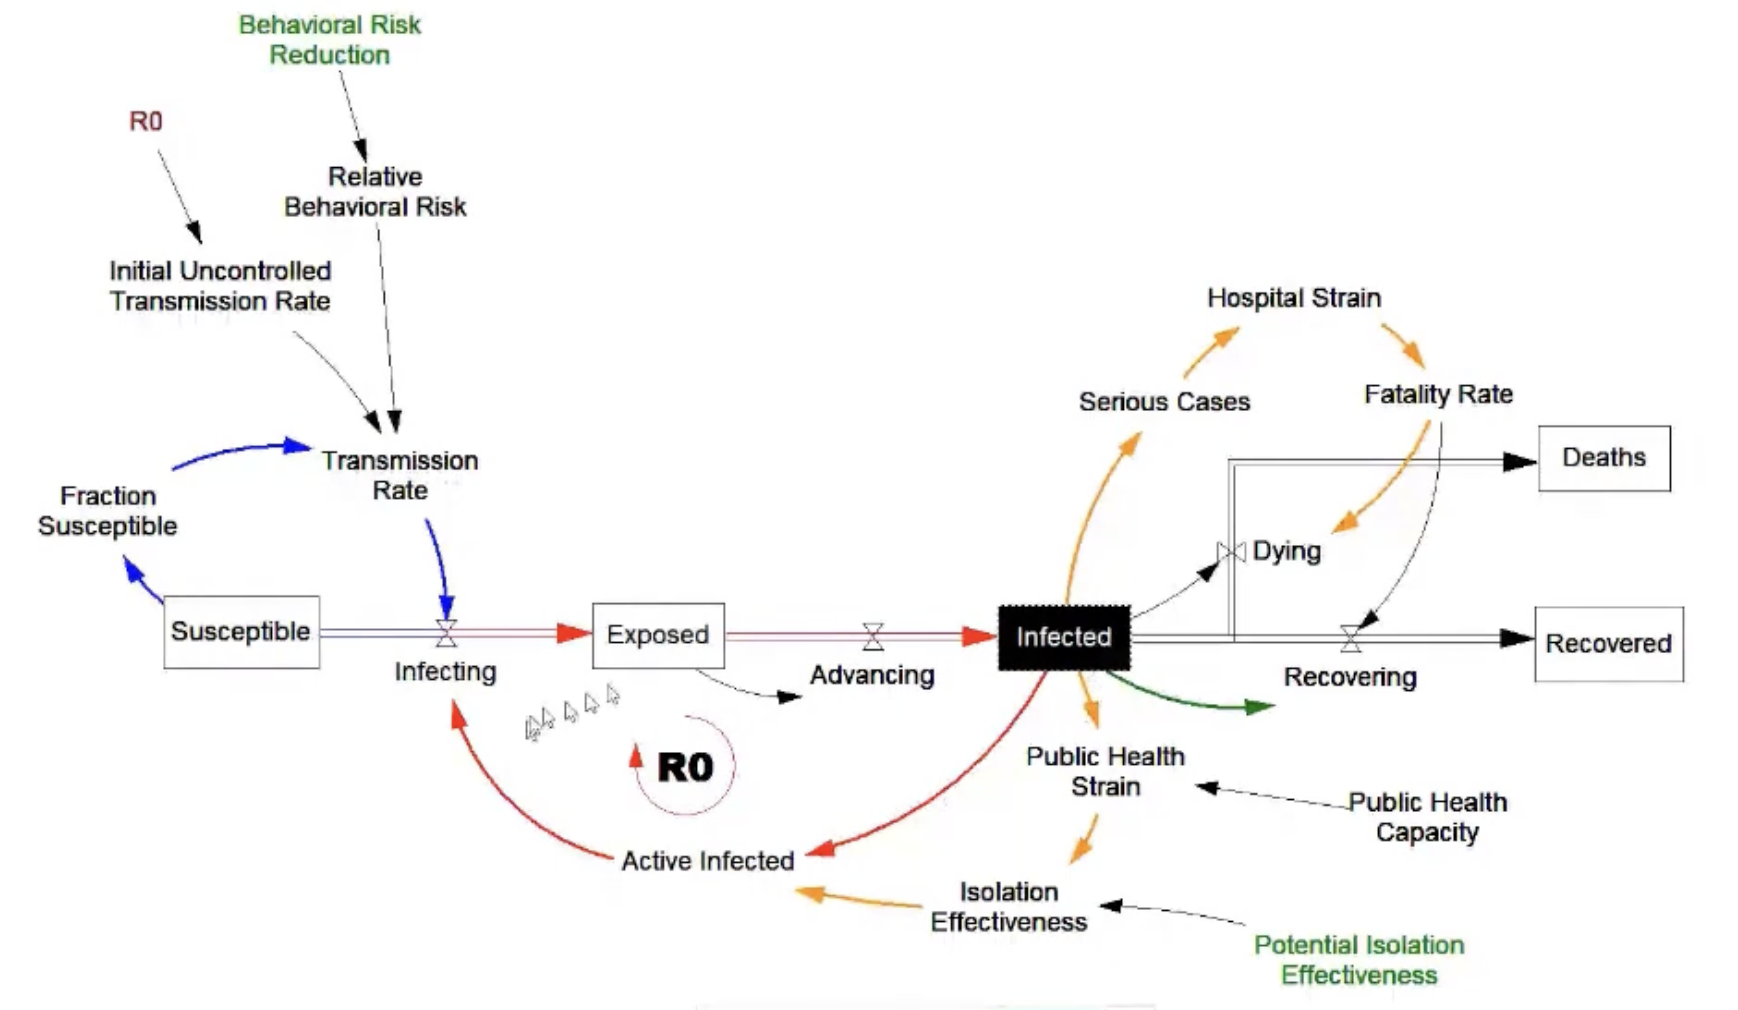 Behavioral Risk
Reduction
R0
Relative
Behavioral Risk
Initial Uncontrolled
Transmission Rate
Hospital Strain
Serious Cases
Fatality Rate
Transmission
Rate
Deaths
Fraction
Susceptible
Dying
Susceptible
Exposed
Infected
Recovered
Infecting
Advancing
Recovering
R0
Public Health
Strain
Public Health
Capacity
Active Infected
Isolation
Effectiveness
Potential Isolation
Effectiveness